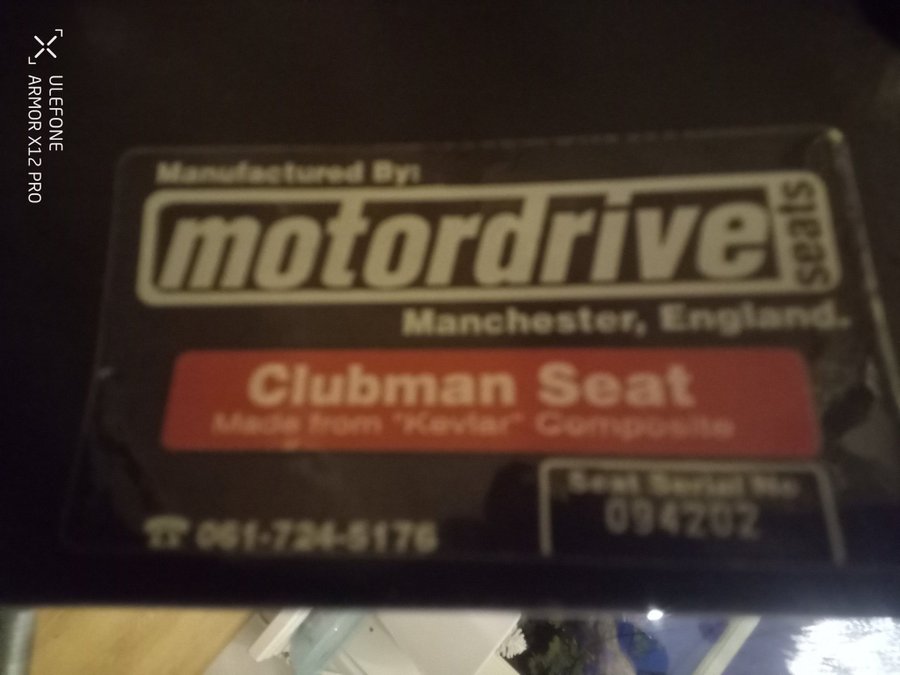 ULEFONE
ARMOR X12 PRO
Manufactured By:
motordrive seats
Manchester, England.
Clubman Seat
Made from "Kevlar" Composite
Seat Serial No
094202
☎ 061-724-5176